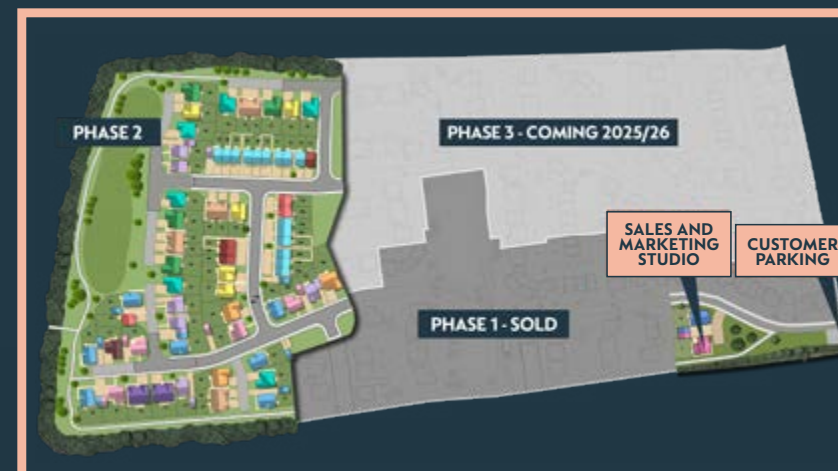 PHASE 2
PHASE 3 - COMING 2025/26
SALES AND
MARKETING
STUDIO
CUSTOMER
PARKING
PHASE 1 - SOLD